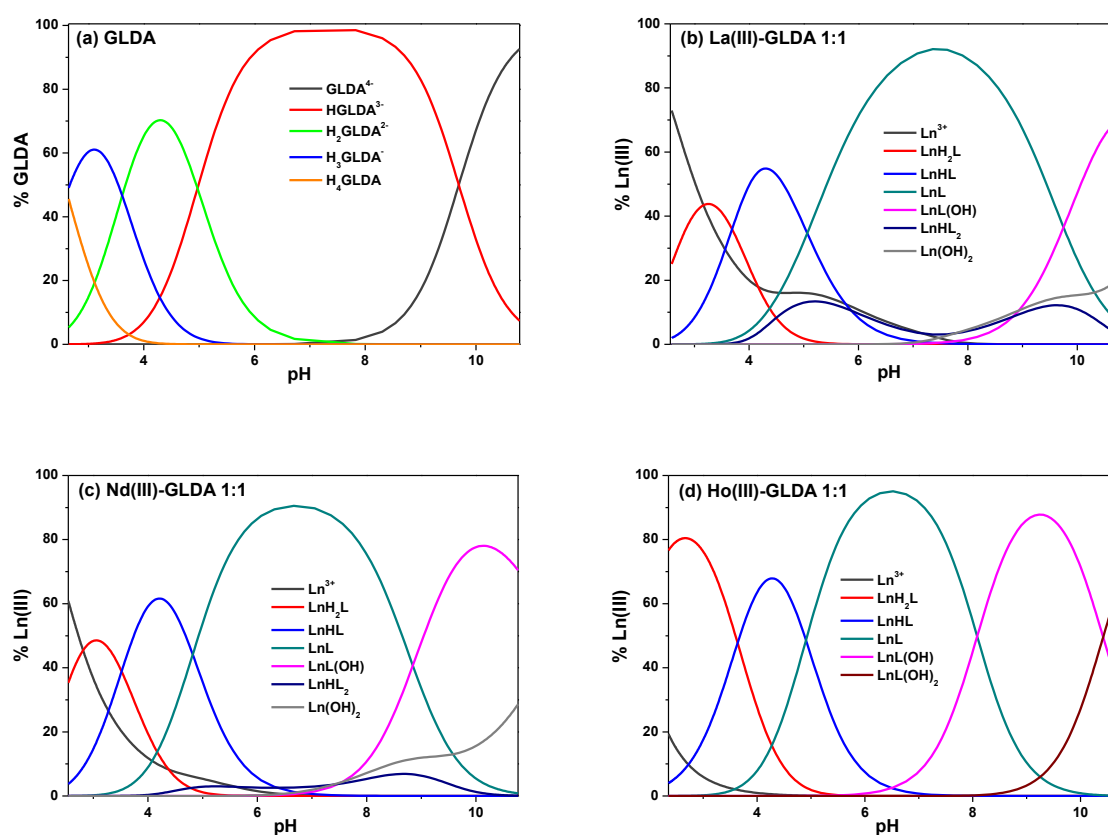 (a) GLDA
% GLDA
100
80
60
40
20
0
GLDA⁴⁻
HGLDA³⁻
H₂GLDA²⁻
H₃GLDA⁻
H₄GLDA
4
6
8
10
pH
(b) La(III)-GLDA 1:1
% Ln(III)
100
80
60
40
20
0
Ln³⁺
LnH₂L
LnHL
LnL
LnL(OH)
LnHL₂
Ln(OH)₂
4
6
8
10
pH
(c) Nd(III)-GLDA 1:1
% Ln(III)
100
80
60
40
20
0
Ln³⁺
LnH₂L
LnHL
LnL
LnL(OH)
LnHL₂
Ln(OH)₂
4
6
8
10
pH
(d) Ho(III)-GLDA 1:1
% Ln(III)
100
80
60
40
20
0
Ln³⁺
LnH₂L
LnHL
LnL
LnL(OH)
LnL(OH)₂
4
6
8
10
pH